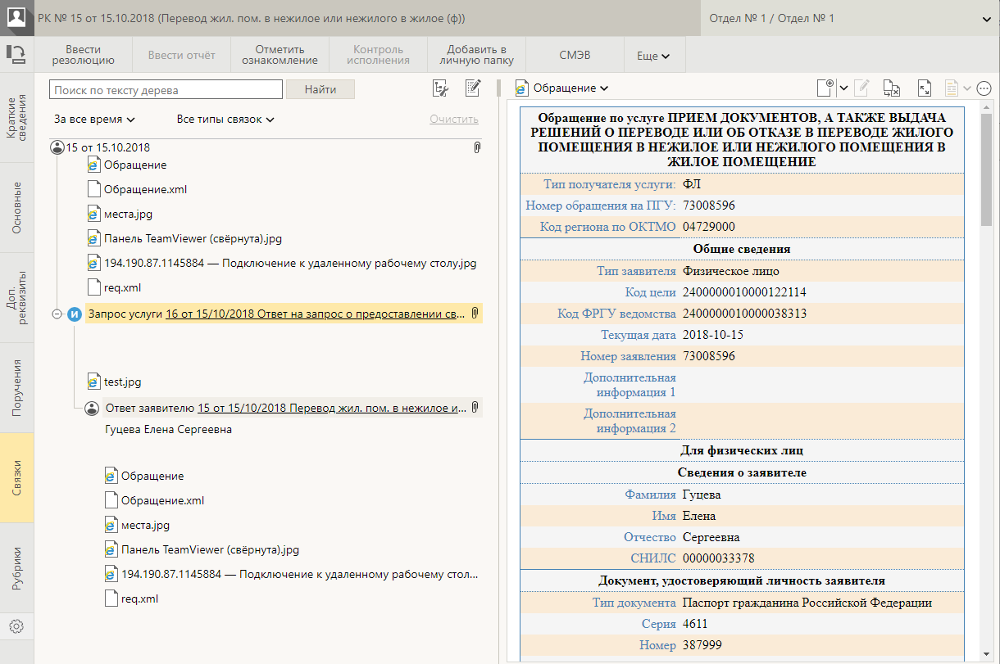 РК № 15 от 15.10.2018 (Перевод жил. пом. в нежилое или нежилого в жилое (ф))
Отдел № 1 / Отдел № 1
Ввести резолюцию
Ввести отчёт
Отметить ознакомление
Контроль исполнения
Добавить в личную папку
СМЭВ
Еще
Краткие сведения
Основные
Доп. реквизиты
Поручения
Связки
Рубрики
Поиск по тексту дерева
Найти
За все время
Все типы связок
Очистить
15 от 15.10.2018
Обращение
Обращение.xml
места.jpg
Панель TeamViewer (свёрнута).jpg
194.190.87.1145884 — Подключение к удаленному рабочему столу.jpg
req.xml
И Запрос услуги 16 от 15/10/2018 Ответ на запрос о предоставлении св...
test.jpg
Ответ заявителю 15 от 15/10/2018 Перевод жил. пом. в нежилое и...
Гуцева Елена Сергеевна
Обращение
Обращение.xml
места.jpg
Панель TeamViewer (свёрнута).jpg
194.190.87.1145884 — Подключение к удаленному рабочему стол...
req.xml
Обращение
Обращение по услуге ПРИЕМ ДОКУМЕНТОВ, А ТАКЖЕ ВЫДАЧА
РЕШЕНИЙ О ПЕРЕВОДЕ ИЛИ ОБ ОТКАЗЕ В ПЕРЕВОДЕ ЖИЛОГО
ПОМЕЩЕНИЯ В НЕЖИЛОЕ ИЛИ НЕЖИЛОГО ПОМЕЩЕНИЯ В
ЖИЛОЕ ПОМЕЩЕНИЕ
Тип получателя услуги: ФЛ
Номер обращения на ПГУ: 73008596
Код региона по ОКТМО 04729000
Общие сведения
Тип заявителя Физическое лицо
Код цели 2400000010000122114
Код ФРГУ ведомства 2400000010000038313
Текущая дата 2018-10-15
Номер заявления 73008596
Дополнительная
информация 1
Дополнительная
информация 2
Для физических лиц
Сведения о заявителе
Фамилия Гуцева
Имя Елена
Отчество Сергеевна
СНИЛС 00000033378
Документ, удостоверяющий личность заявителя
Тип документа Паспорт гражданина Российской Федерации
Серия 4611
Номер 387999